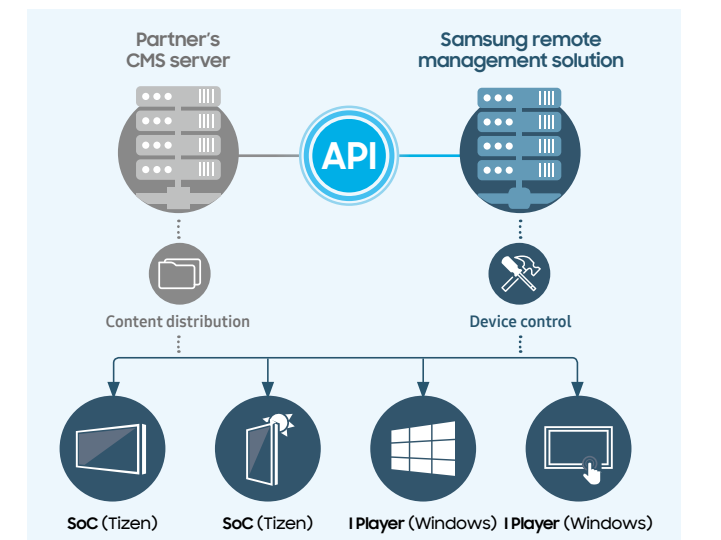 Partner's
CMS server
Samsung remote
management solution
API
Content distribution
Device control
SoC (Tizen)
SoC (Tizen)
I Player (Windows)
I Player (Windows)